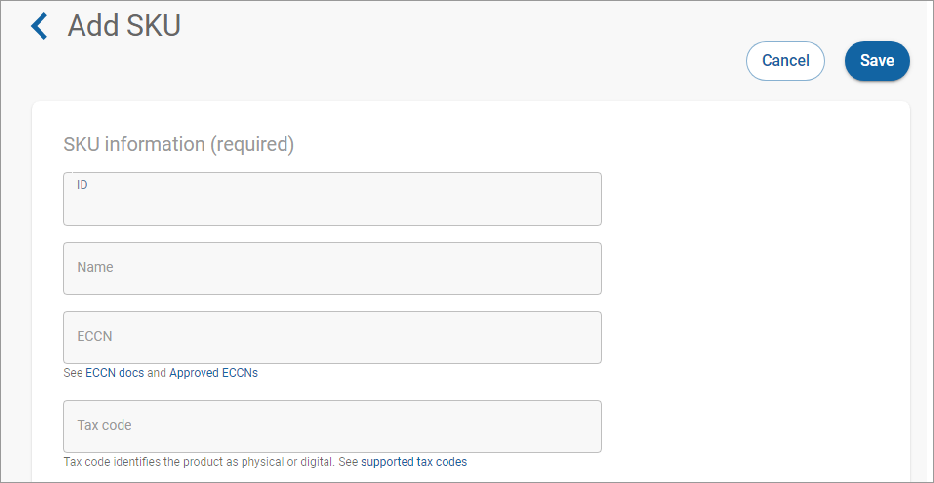 Add SKU
Cancel
Save
SKU information (required)
ID
Name
ECCN
See ECCN docs and Approved ECCNs
Tax code
Tax code identifies the product as physical or digital. See supported tax codes